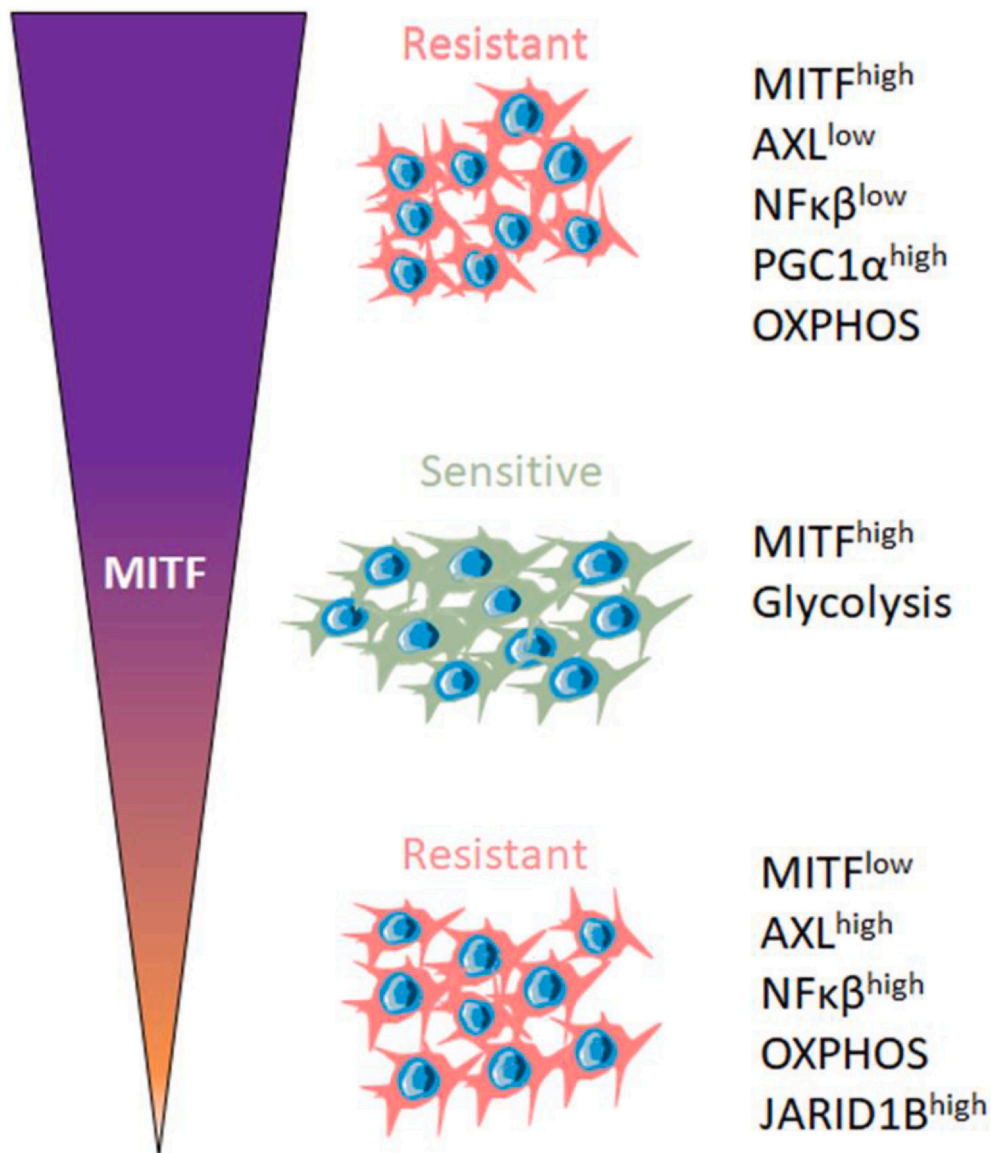 Resistant
MITFhigh
AXLlow
NFκβlow
PGC1αhigh
OXPHOS
Sensitive
MITF
MITFhigh
Glycolysis
Resistant
MITFlow
AXLhigh
NFκβhigh
OXPHOS
JARID1Bhigh